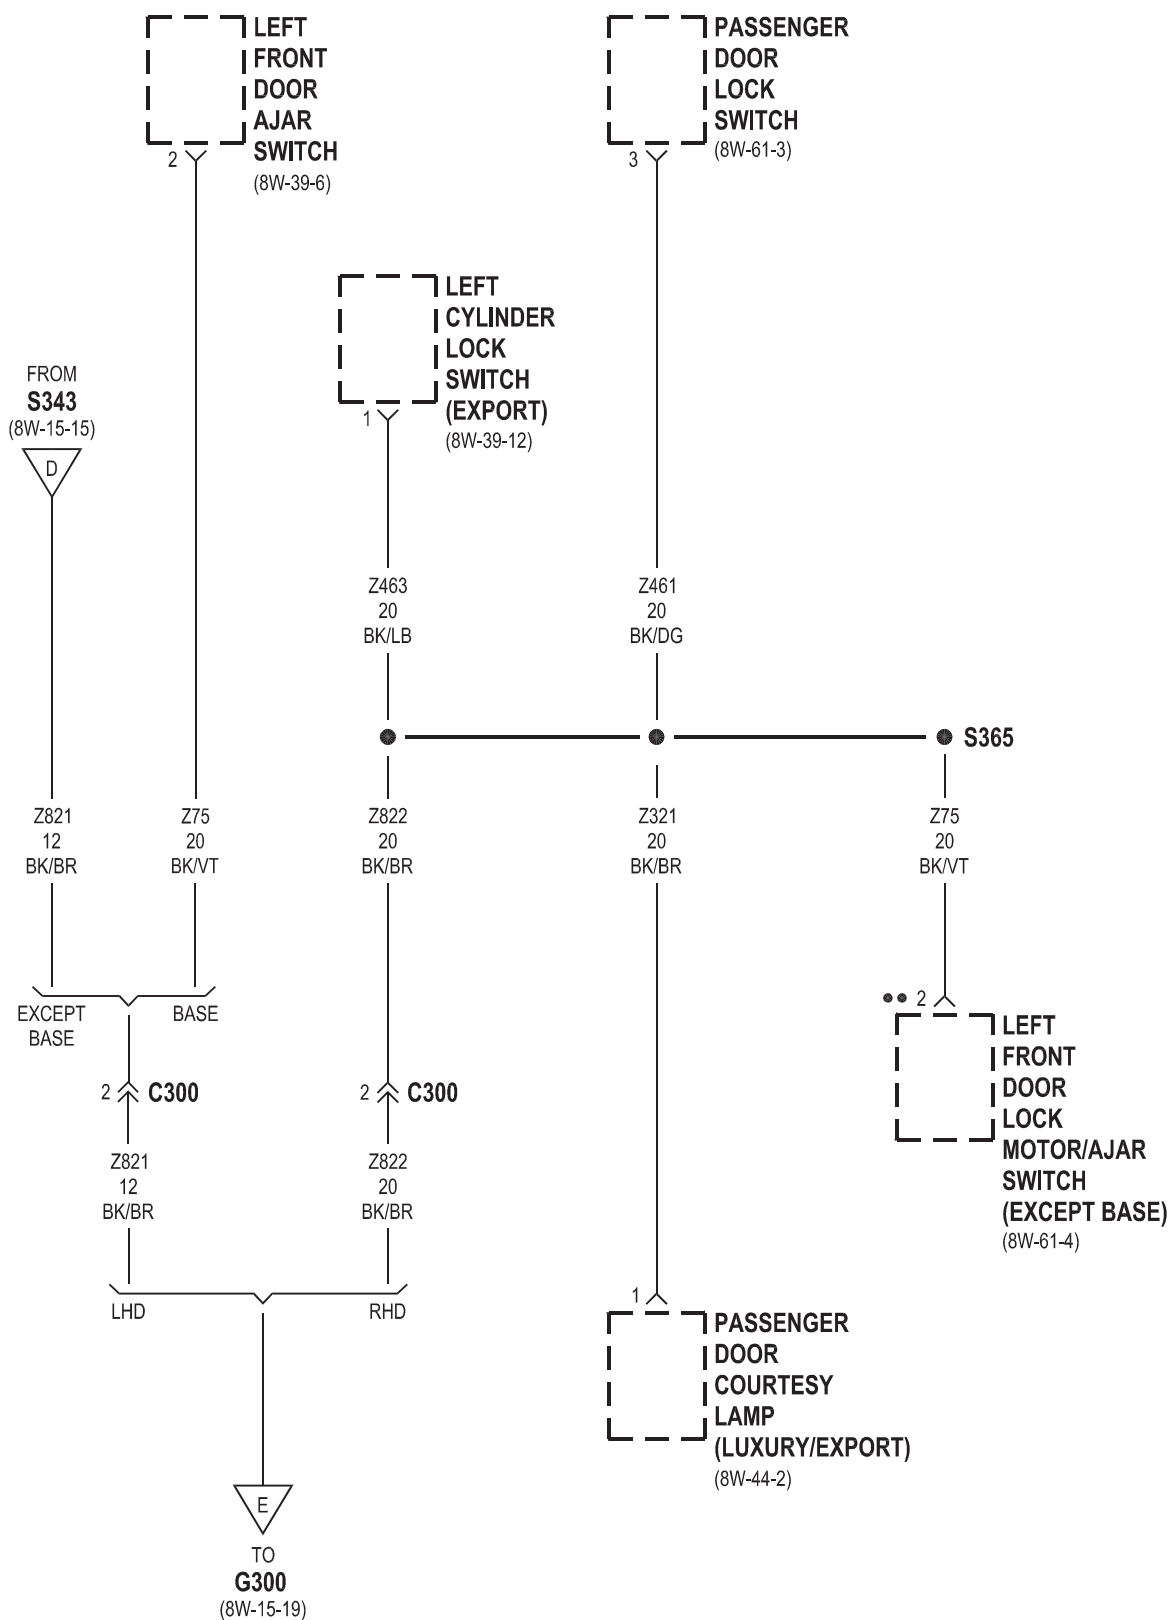 LEFT
FRONT
DOOR
AJAR
SWITCH
(8W-39-6)
2
PASSENGER
DOOR
LOCK
SWITCH
(8W-61-3)
3
LEFT
CYLINDER
LOCK
SWITCH
(EXPORT)
(8W-39-12)
1
FROM
S343
(8W-15-15)
D
Z463
20
BK/LB
Z461
20
BK/DG
S365
Z821
12
BK/BR
Z75
20
BK/VT
Z822
20
BK/BR
Z321
20
BK/BR
Z75
20
BK/VT
EXCEPT
BASE
BASE
2
LEFT
FRONT
DOOR
LOCK
MOTOR/AJAR
SWITCH
(EXCEPT BASE)
(8W-61-4)
2 C300
2 C300
Z821
12
BK/BR
Z822
20
BK/BR
LHD
RHD
1
PASSENGER
DOOR
COURTESY
LAMP
(LUXURY/EXPORT)
(8W-44-2)
E
TO
G300
(8W-15-19)